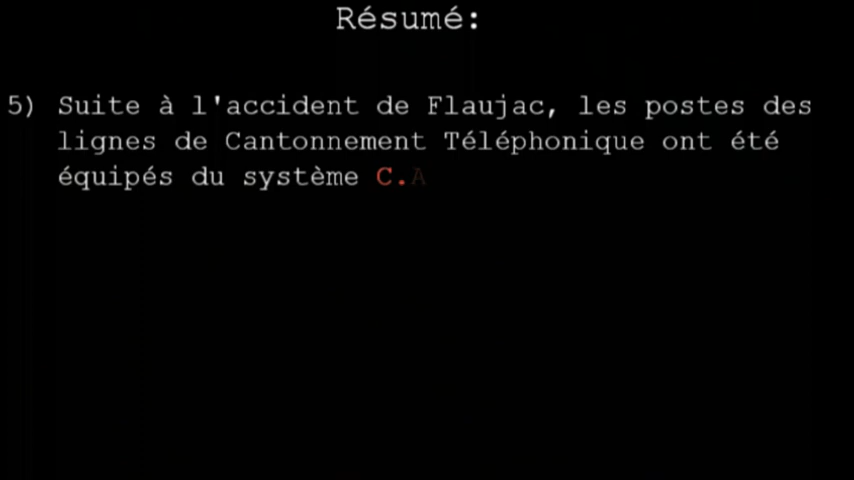 Résumé:
5) Suite à l'accident de Flaujac, les postes des
lignes de Cantonnement Téléphonique ont été
équipés du système C.A